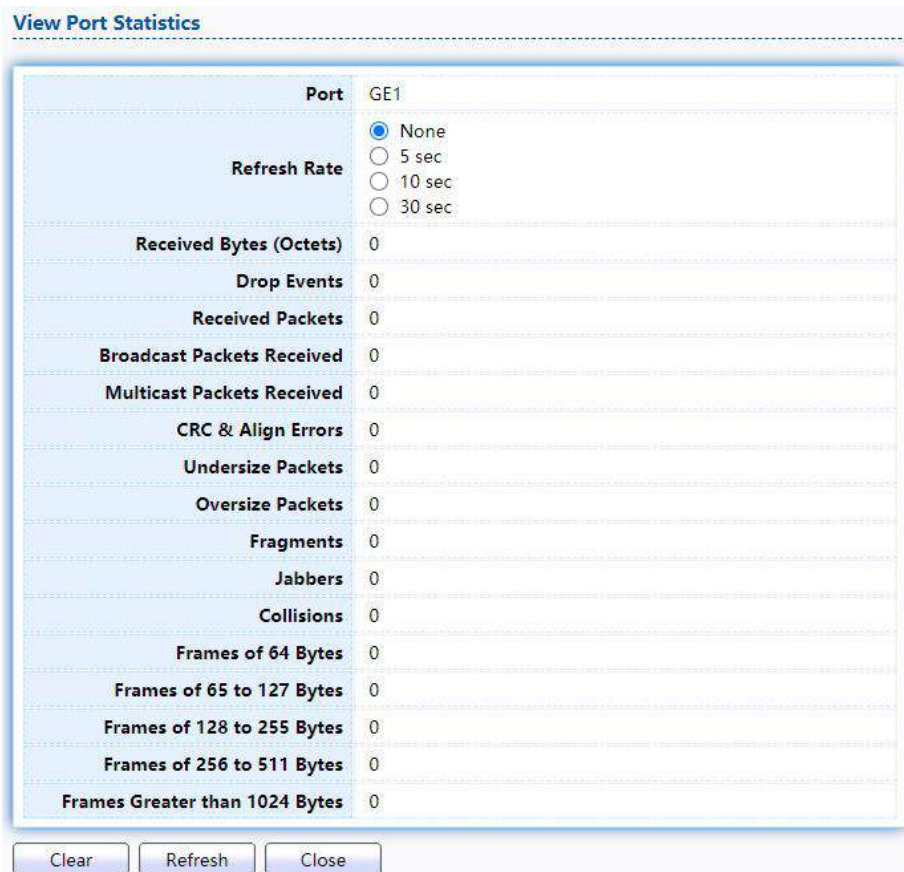 View Port Statistics
Port GE1
Refresh Rate
None
5 sec
10 sec
30 sec
Received Bytes (Octets) 0
Drop Events 0
Received Packets 0
Broadcast Packets Received 0
Multicast Packets Received 0
CRC & Align Errors 0
Undersize Packets 0
Oversize Packets 0
Fragments 0
Jabbers 0
Collisions 0
Frames of 64 Bytes 0
Frames of 65 to 127 Bytes 0
Frames of 128 to 255 Bytes 0
Frames of 256 to 511 Bytes 0
Frames Greater than 1024 Bytes 0
Clear Refresh Close